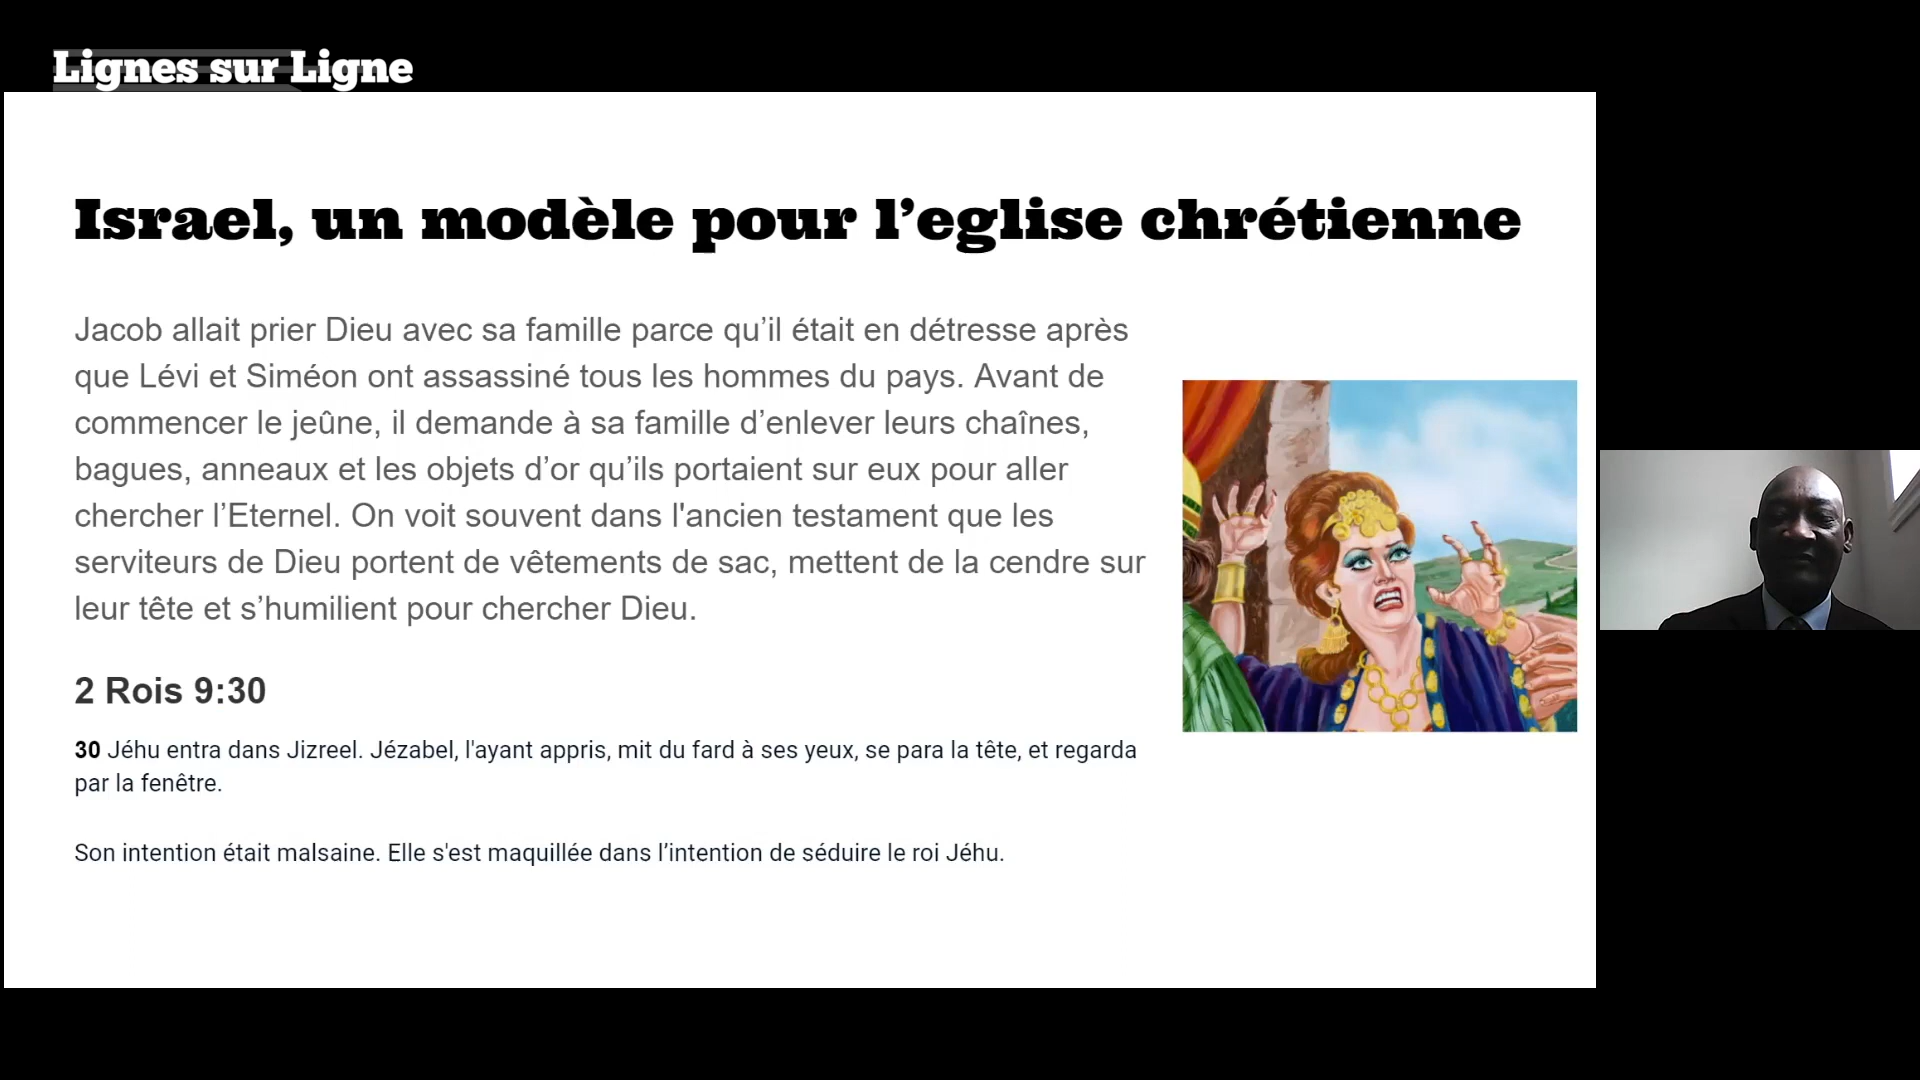 Lignes sur Ligne
Israel, un modèle pour l’eglise chrétienne
Jacob allait prier Dieu avec sa famille parce qu’il était en détresse après
que Lévi et Siméon ont assassiné tous les hommes du pays. Avant de
commencer le jeûne, il demande à sa famille d’enlever leurs chaînes,
bagues, anneaux et les objets d’or qu’ils portaient sur eux pour aller
chercher l’Eternel. On voit souvent dans l'ancien testament que les
serviteurs de Dieu portent de vêtements de sac, mettent de la cendre sur
leur tête et s’humilient pour chercher Dieu.
2 Rois 9:30
30 Jéhu entra dans Jizreel. Jézabel, l'ayant appris, mit du fard à ses yeux, se para la tête, et regarda
par la fenêtre.
Son intention était malsaine. Elle s'est maquillée dans l’intention de séduire le roi Jéhu.